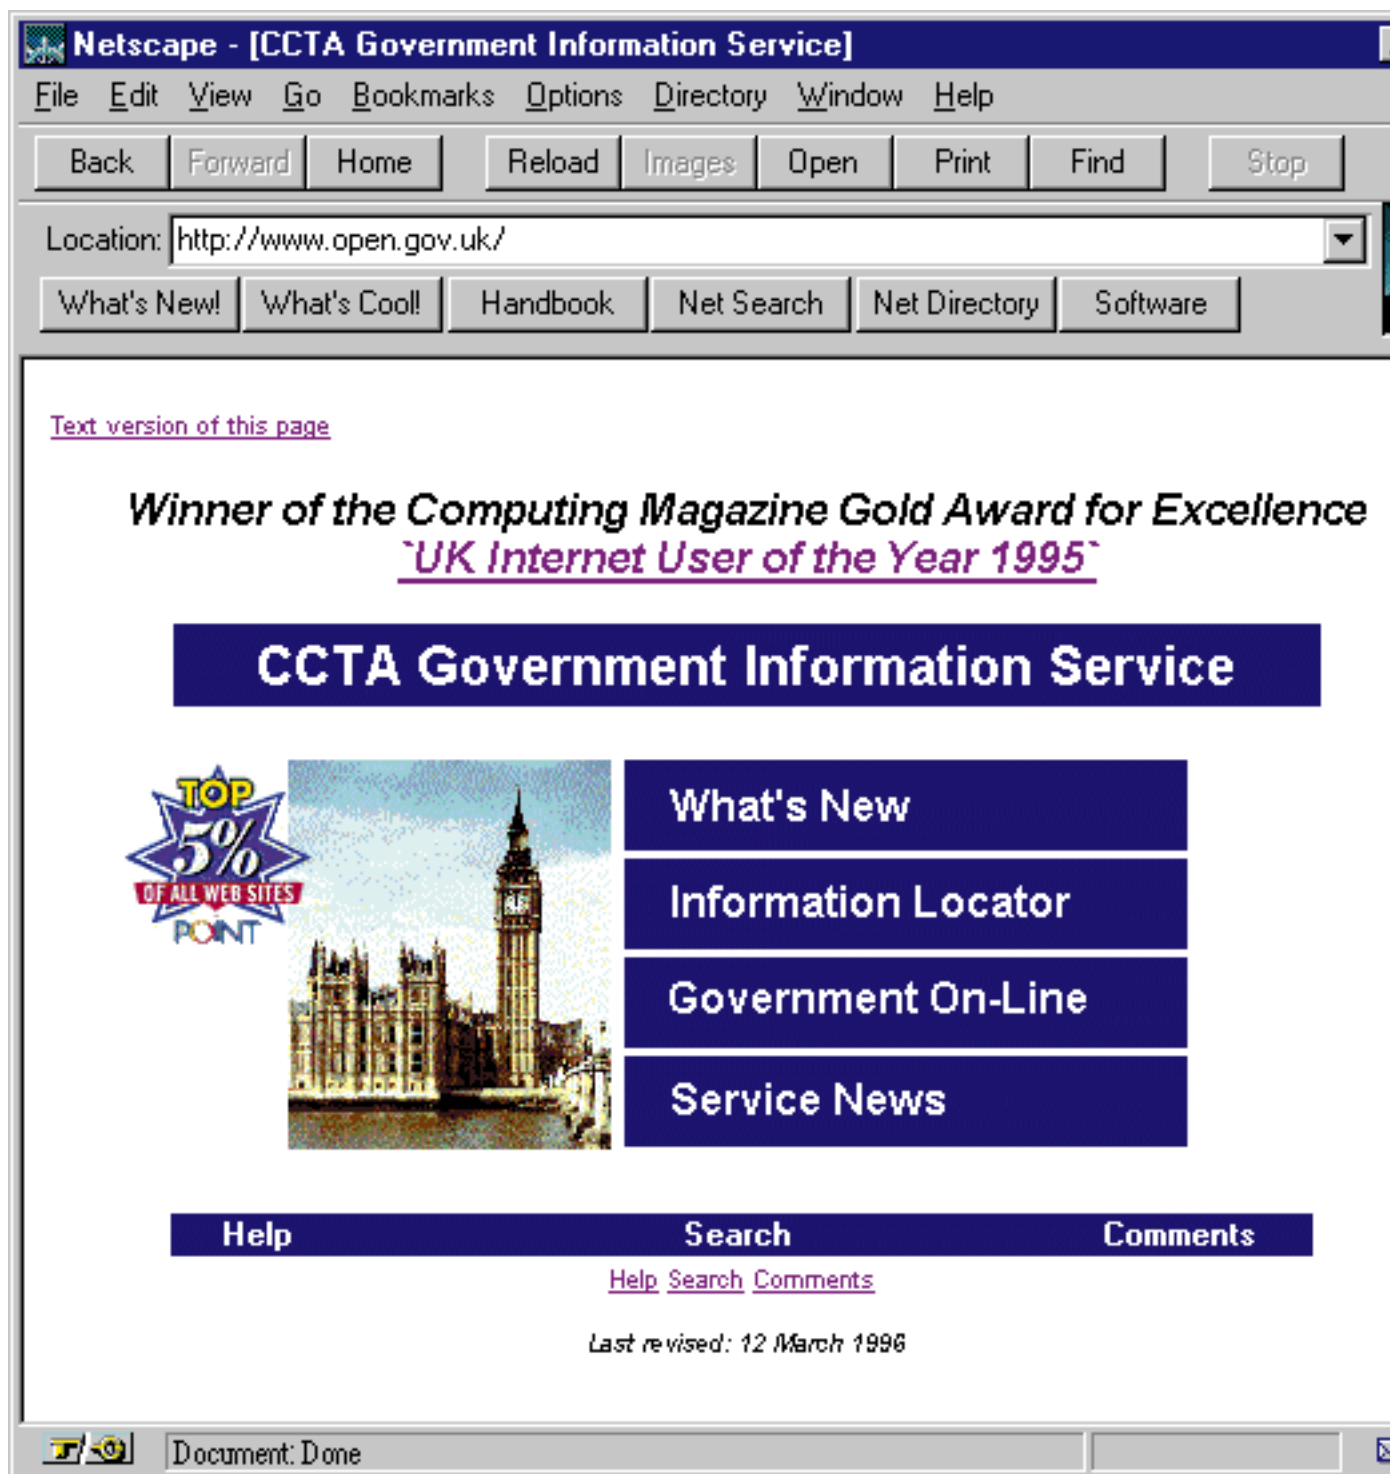 Netscape - [CCTA Government Information Service]
File Edit View Go Bookmarks Options Directory Window Help
Back Forward Home Reload Images Open Print Find Stop
Location: http://www.open.gov.uk/
What's New! What's Cool! Handbook Net Search Net Directory Software
Text version of this page
Winner of the Computing Magazine Gold Award for Excellence
`UK Internet User of the Year 1995`
CCTA Government Information Service
TOP
5%
OF ALL WEB SITES
POINT
What's New
Information Locator
Government On-Line
Service News
Help Search Comments
Help Search Comments
Last revised: 12 March 1996
Document: Done